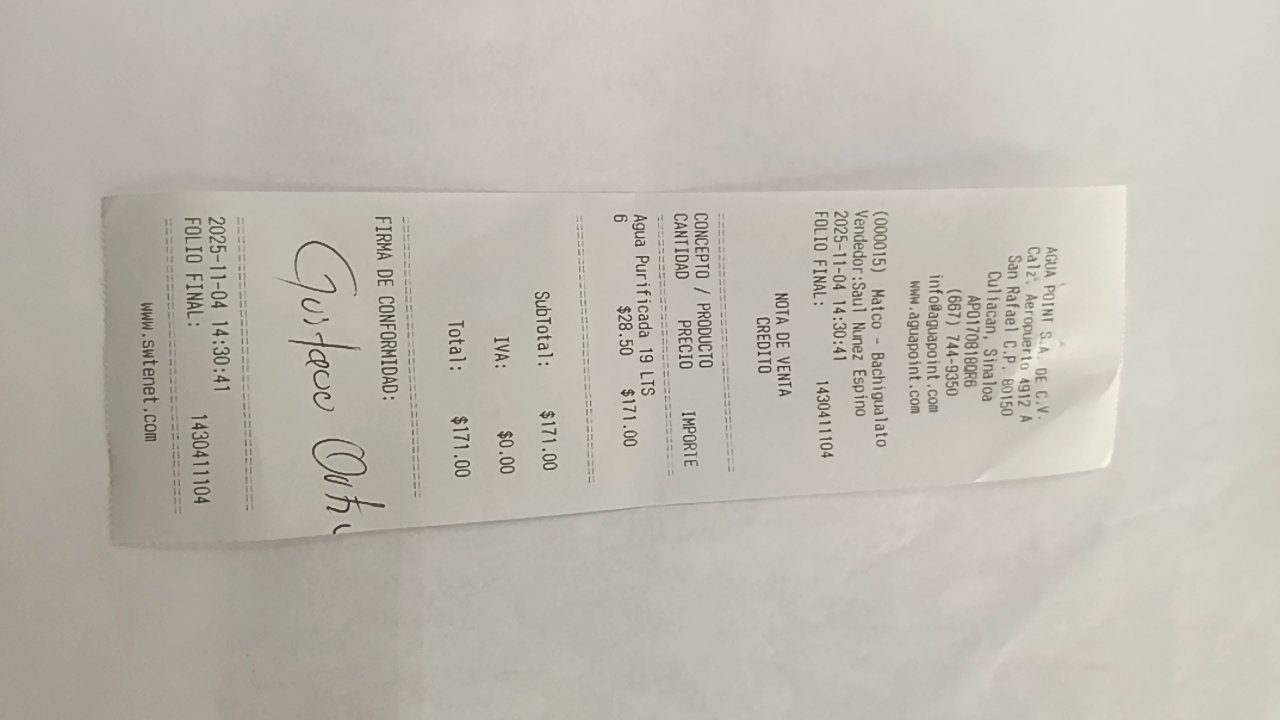 AGUA POINT S.A. DE C.V.
Calz. Aeropuerto 4912 A
San Rafael C.P. 80150
Culiacan, Sinaloa
APO170818QR6
(667) 744-9350
info@aguapoint.com
www.aguapoint.com
(000015) Matco - Bachigualato
Vendedor:Saul Nunez Espino
2025-11-04 14:30:41
FOLIO FINAL: 1430411104
NOTA DE VENTA
CREDITO
CONCEPTO / PRODUCTO
CANTIDAD PRECIO IMPORTE
Agua Purificada 19 LTS
6 $28.50 $171.00
SubTotal: $171.00
IVA: $0.00
Total: $171.00
FIRMA DE CONFORMIDAD:
Gustavo
2025-11-04 14:30:41
FOLIO FINAL: 1430411104
www.swtenet.com